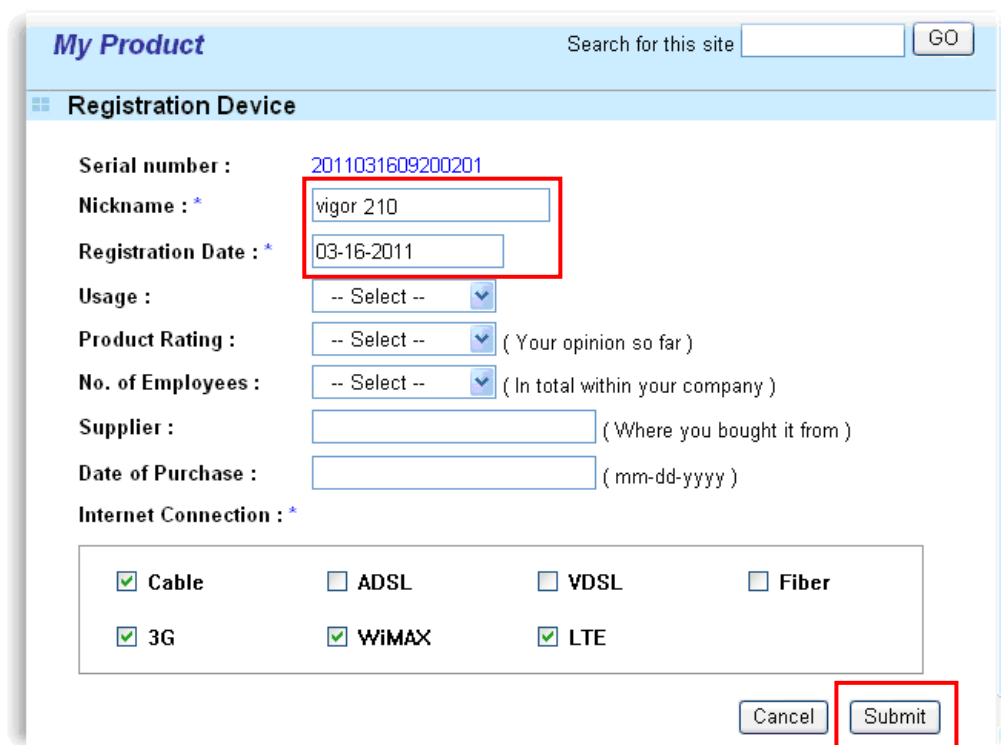 My Product
Search for this site GO
Registration Device
Serial number : 2011031609200201
Nickname : * vigor 210
Registration Date : * 03-16-2011
Usage : -- Select --
Product Rating : -- Select -- ( Your opinion so far )
No. of Employees : -- Select -- ( In total within your company )
Supplier : ( Where you bought it from )
Date of Purchase : ( mm-dd-yyyy )
Internet Connection : *
Cable ADSL VDSL Fiber
3G WiMAX LTE
Cancel Submit